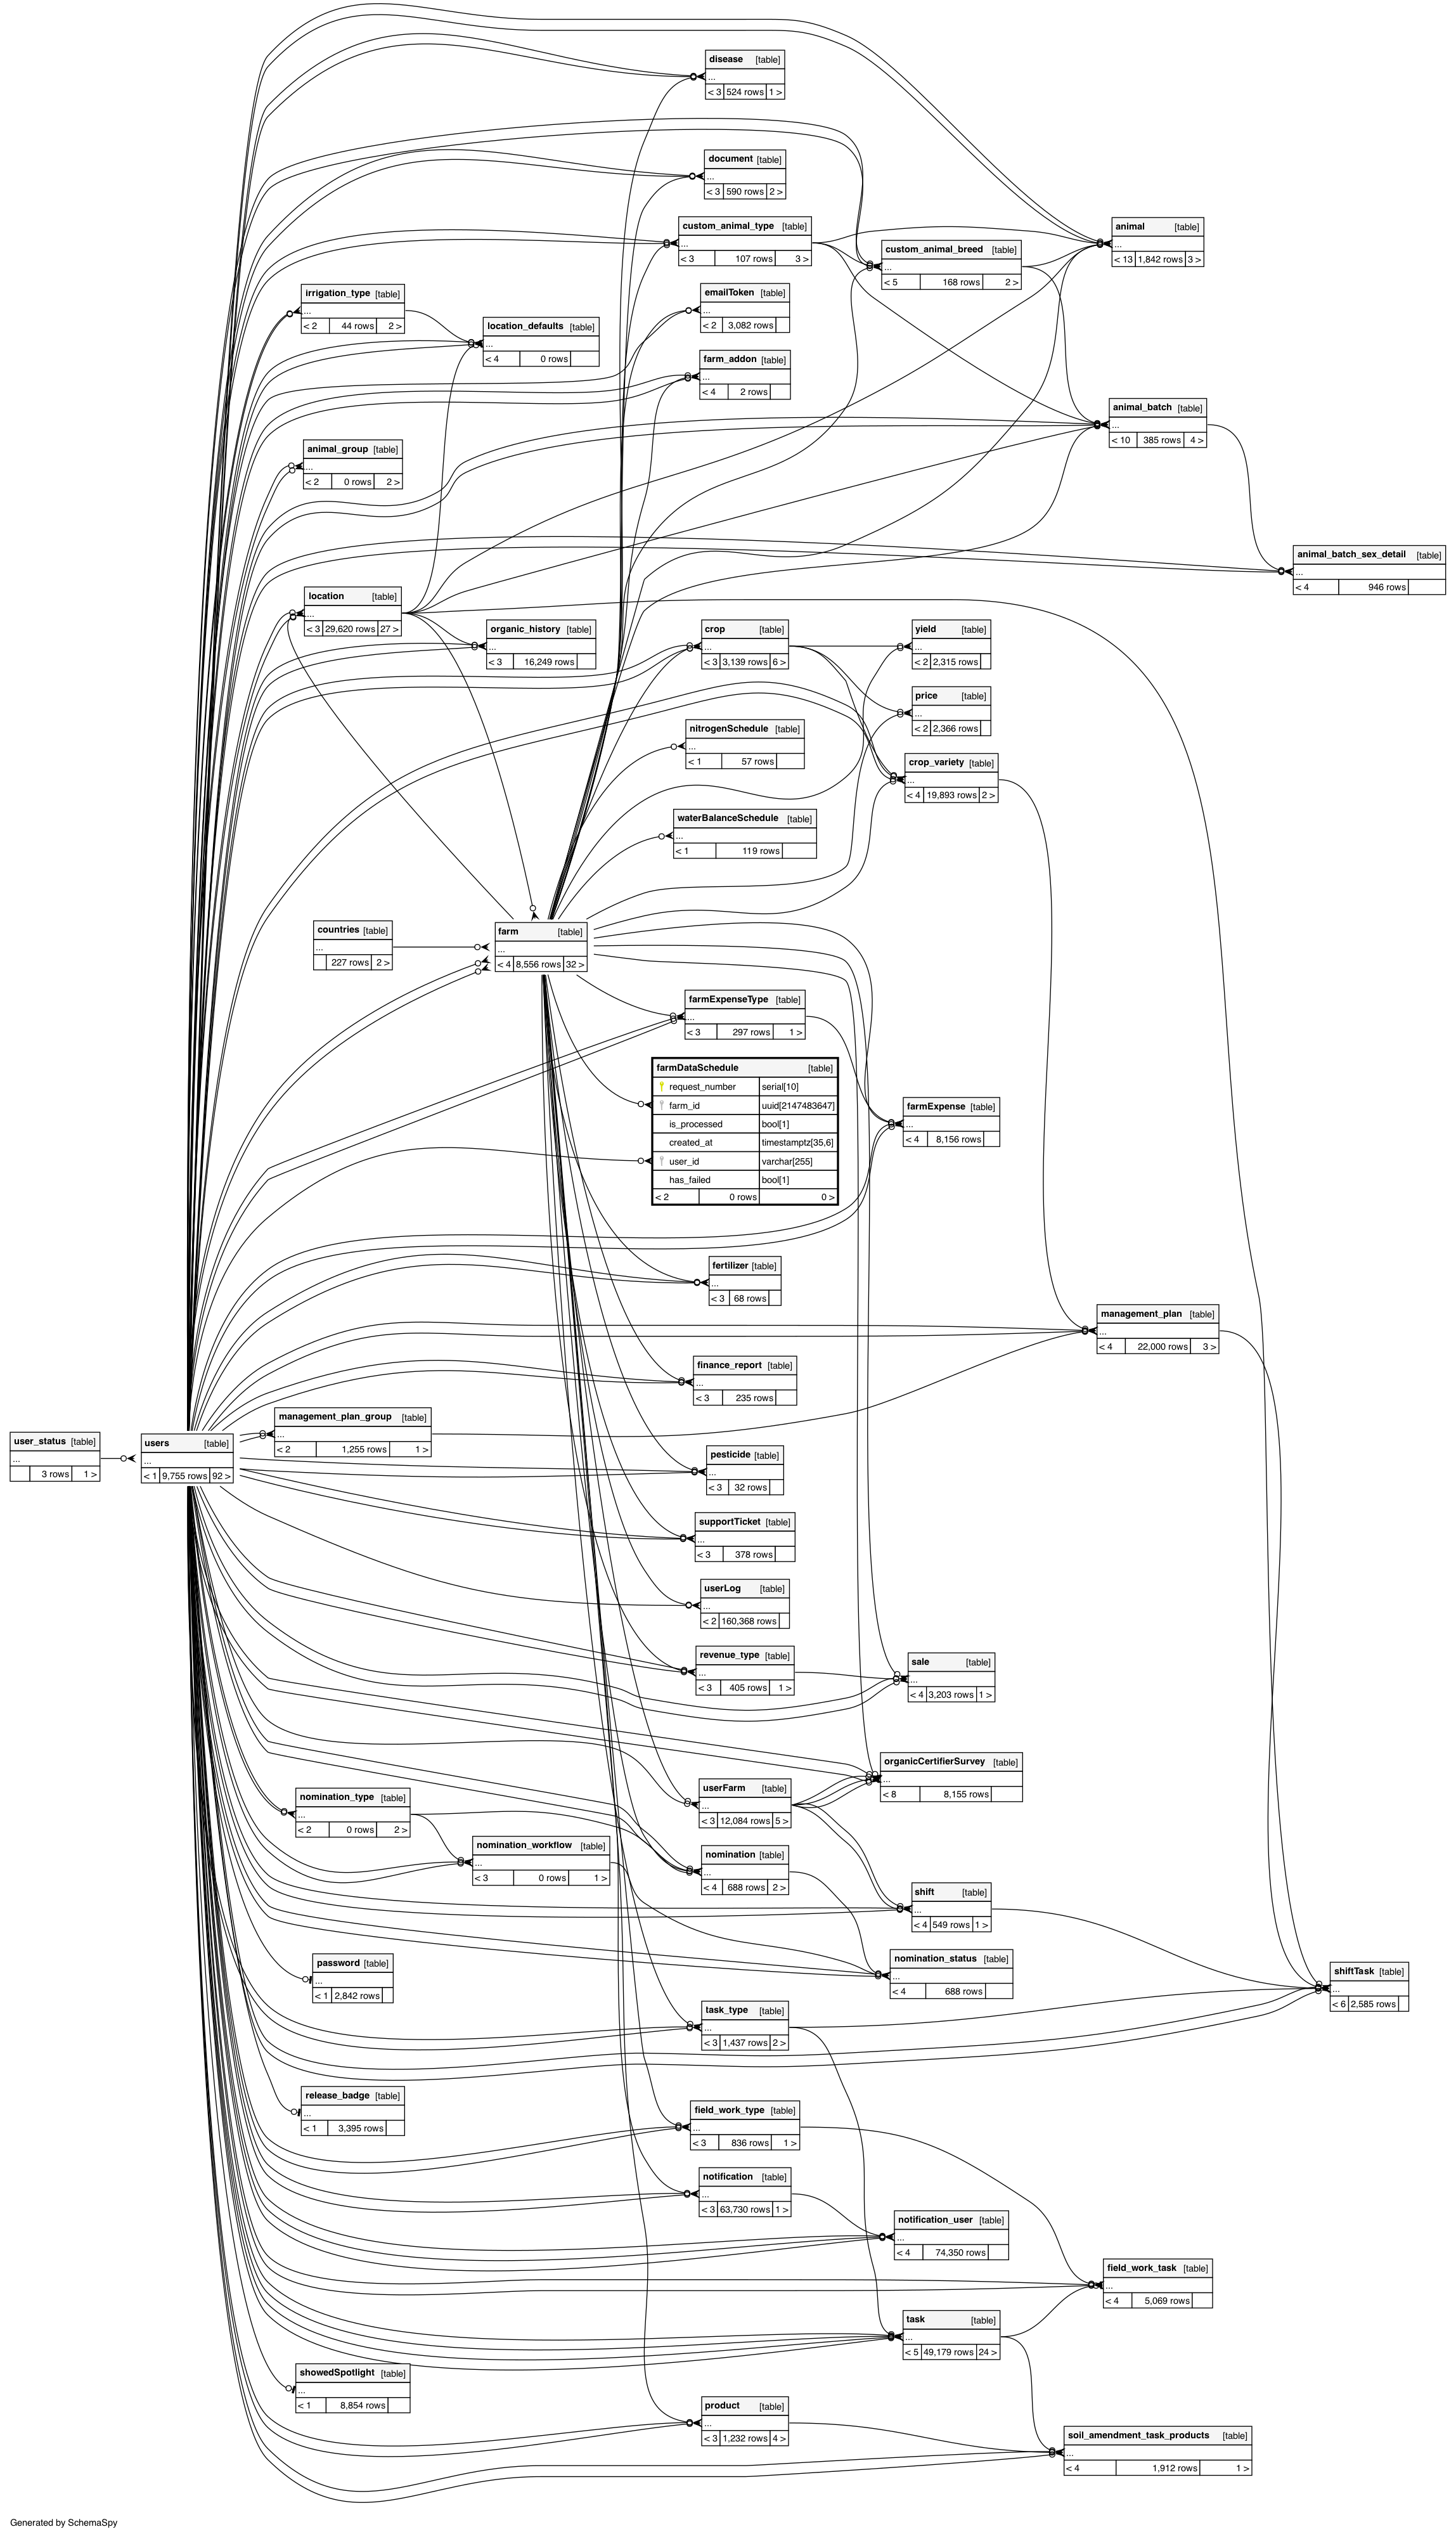 disease [table]
...
< 3 524 rows 1 >
document [table]
...
< 3 590 rows 2 >
custom_animal_type [table]
...
< 3 107 rows 3 >
animal [table]
...
< 13 1,842 rows 3 >
custom_animal_breed [table]
...
< 5 168 rows 2 >
irrigation_type [table]
...
< 2 44 rows 2 >
emailToken [table]
...
< 2 3,082 rows
location_defaults [table]
...
< 4 0 rows
farm_addon [table]
...
< 4 2 rows
animal_batch [table]
...
< 10 385 rows 4 >
animal_group [table]
...
< 2 0 rows 2 >
animal_batch_sex_detail [table]
...
< 4 946 rows
location [table]
...
< 3 29,620 rows 27 >
organic_history [table]
...
< 3 16,249 rows
crop [table]
...
< 3 3,139 rows 6 >
yield [table]
...
< 2 2,315 rows
price [table]
...
< 2 2,366 rows
nitrogenSchedule [table]
...
< 1 57 rows
crop_variety [table]
...
< 4 19,893 rows 2 >
waterBalanceSchedule [table]
...
< 1 119 rows
countries [table]
...
227 rows 2 >
farm [table]
...
< 4 8,556 rows 32 >
farmExpenseType [table]
...
< 3 297 rows 1 >
farmDataSchedule [table]
request_number serial[10]
farm_id uuid[2147483647]
is_processed bool[1]
created_at timestamptz[35,6]
user_id varchar[255]
has_failed bool[1]
< 2 0 rows 0 >
farmExpense [table]
...
< 4 8,156 rows
fertilizer [table]
...
< 3 68 rows
management_plan [table]
...
< 4 22,000 rows 3 >
finance_report [table]
...
< 3 235 rows
management_plan_group [table]
...
< 2 1,255 rows 1 >
user_status [table]
...
3 rows 1 >
users [table]
...
< 1 9,755 rows 92 >
pesticide [table]
...
< 3 32 rows
supportTicket [table]
...
< 3 378 rows
userLog [table]
...
< 2 160,368 rows
revenue_type [table]
...
< 3 405 rows 1 >
sale [table]
...
< 4 3,203 rows 1 >
organicCertifierSurvey [table]
...
< 8 8,155 rows
userFarm [table]
...
< 3 12,084 rows 5 >
nomination_type [table]
...
< 2 0 rows 2 >
nomination_workflow [table]
...
< 3 0 rows 1 >
nomination [table]
...
< 4 688 rows 2 >
shift [table]
...
< 4 549 rows 1 >
nomination_status [table]
...
< 4 688 rows
password [table]
...
< 1 2,842 rows
shiftTask [table]
...
< 6 2,585 rows
task_type [table]
...
< 3 1,437 rows 2 >
release_badge [table]
...
< 1 3,395 rows
field_work_type [table]
...
< 3 836 rows 1 >
notification [table]
...
< 3 63,730 rows 1 >
notification_user [table]
...
< 4 74,350 rows
field_work_task [table]
...
< 4 5,069 rows
task [table]
...
< 5 49,179 rows 24 >
showedSpotlight [table]
...
< 1 8,854 rows
product [table]
...
< 3 1,232 rows 4 >
soil_amendment_task_products [table]
...
< 4 1,912 rows 1 >
Generated by SchemaSpy